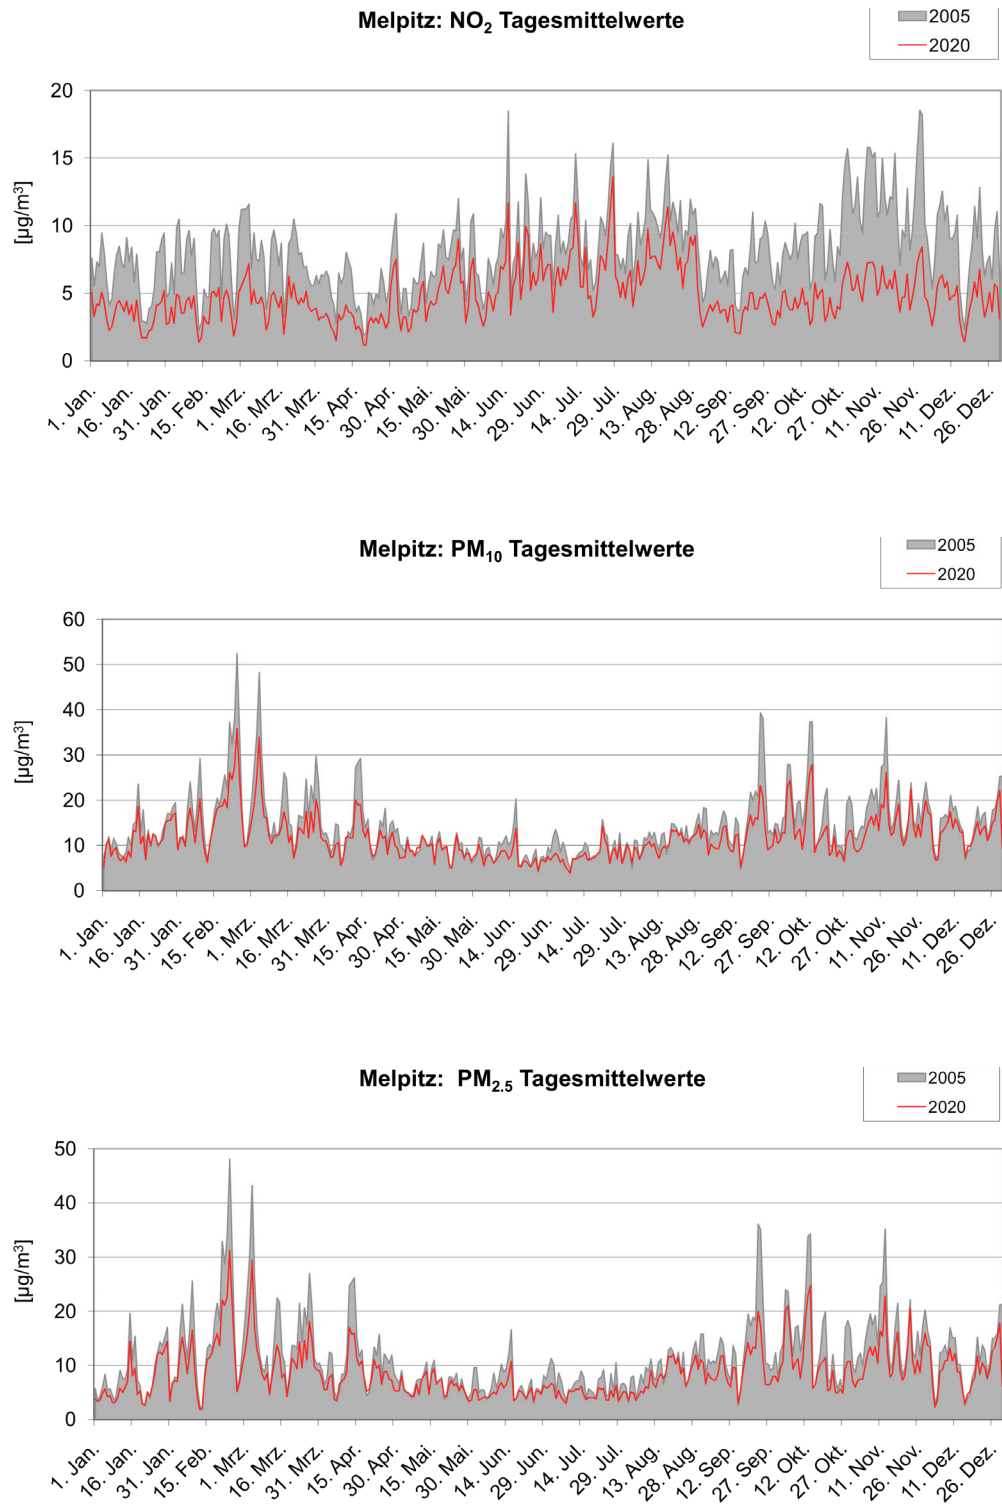 Melpitz: NO₂ Tagesmittelwerte
2005
2020
[µg/m³]
20
15
10
5
0
1. Jan.
16. Jan.
31. Jan.
15. Feb.
1. Mrz.
16. Mrz.
31. Mrz.
15. Apr.
30. Apr.
15. Mai.
30. Mai.
14. Jun.
29. Jun.
14. Jul.
29. Jul.
13. Aug.
28. Aug.
12. Sep.
27. Sep.
12. Okt.
27. Okt.
11. Nov.
26. Nov.
11. Dez.
26. Dez.
Melpitz: PM₁₀ Tagesmittelwerte
2005
2020
[µg/m³]
60
50
40
30
20
10
0
1. Jan.
16. Jan.
31. Jan.
15. Feb.
1. Mrz.
16. Mrz.
31. Mrz.
15. Apr.
30. Apr.
15. Mai.
30. Mai.
14. Jun.
29. Jun.
14. Jul.
29. Jul.
13. Aug.
28. Aug.
12. Sep.
27. Sep.
12. Okt.
27. Okt.
11. Nov.
26. Nov.
11. Dez.
26. Dez.
Melpitz: PM₂.₅ Tagesmittelwerte
2005
2020
[µg/m³]
50
40
30
20
10
0
1. Jan.
16. Jan.
31. Jan.
15. Feb.
1. Mrz.
16. Mrz.
31. Mrz.
15. Apr.
30. Apr.
15. Mai.
30. Mai.
14. Jun.
29. Jun.
14. Jul.
29. Jul.
13. Aug.
28. Aug.
12. Sep.
27. Sep.
12. Okt.
27. Okt.
11. Nov.
26. Nov.
11. Dez.
26. Dez.